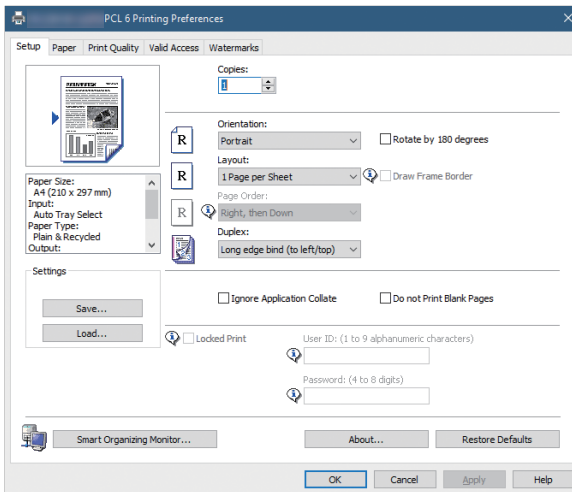 PCL 6 Printing Preferences
Setup
Paper
Print Quality
Valid Access
Watermarks
Copies:
1
Orientation:
Portrait
Rotate by 180 degrees
Layout:
1 Page per Sheet
Draw Frame Border
Page Order:
Right, then Down
Duplex:
Long edge bind (to left/top)
R
R
R
Paper Size:
A4 (210 x 297 mm)
Input:
Auto Tray Select
Paper Type:
Plain & Recycled
Output:
Settings
Save...
Load...
Ignore Application Collate
Do not Print Blank Pages
Locked Print
User ID: (1 to 9 alphanumeric characters)
Password: (4 to 8 digits)
Smart Organizing Monitor...
About...
Restore Defaults
OK
Cancel
Apply
Help